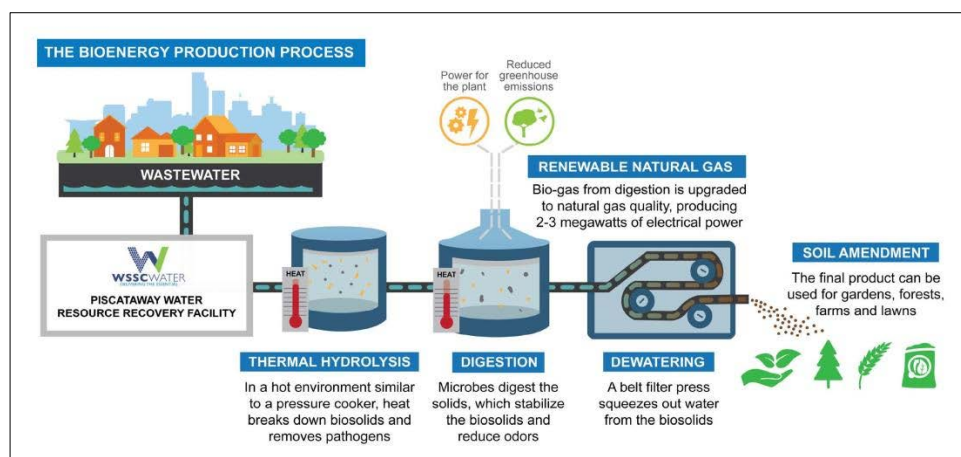 THE BIOENERGY PRODUCTION PROCESS
WASTEWATER
WSSCWATER
DELIVERING THE ESSENTIAL
PISCATAWAY WATER
RESOURCE RECOVERY FACILITY
HEAT
THERMAL HYDROLYSIS
In a hot environment similar
to a pressure cooker, heat
breaks down biosolids and
removes pathogens
Power for
the plant
Reduced
greenhouse
emissions
HEAT
DIGESTION
Microbes digest the
solids, which stabilize
the biosolids and
reduce odors
RENEWABLE NATURAL GAS
Bio-gas from digestion is upgraded
to natural gas quality, producing
2-3 megawatts of electrical power
DEWATERING
A belt filter press
squeezes out water
from the biosolids
SOIL AMENDMENT
The final product can be
used for gardens, forests,
farms and lawns